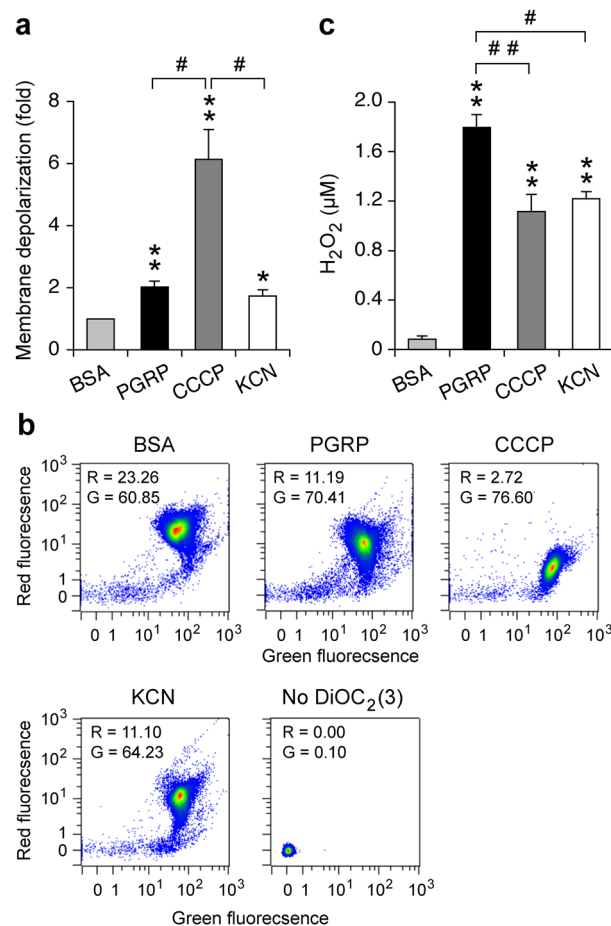 a
Membrane depolarization (fold)
8
6
4
2
0
#
#
**
**
*
BSA
PGRP
CCCP
KCN
c
H₂O₂ (μM)
2.0
1.6
1.2
0.8
0.4
0
#
##
**
**
**
BSA
PGRP
CCCP
KCN
b
BSA
PGRP
CCCP
Red fluorecsence
10³
10²
10¹
1
0
R = 23.26
G = 60.85
R = 11.19
G = 70.41
R = 2.72
G = 76.60
0 1 10¹ 10² 10³
0 1 10¹ 10² 10³
0 1 10¹ 10² 10³
Green fluorecsence
KCN
No DiOC₂(3)
Red fluorecsence
10³
10²
10¹
1
0
R = 11.10
G = 64.23
R = 0.00
G = 0.10
0 1 10¹ 10² 10³
0 1 10¹ 10² 10³
Green fluorecsence